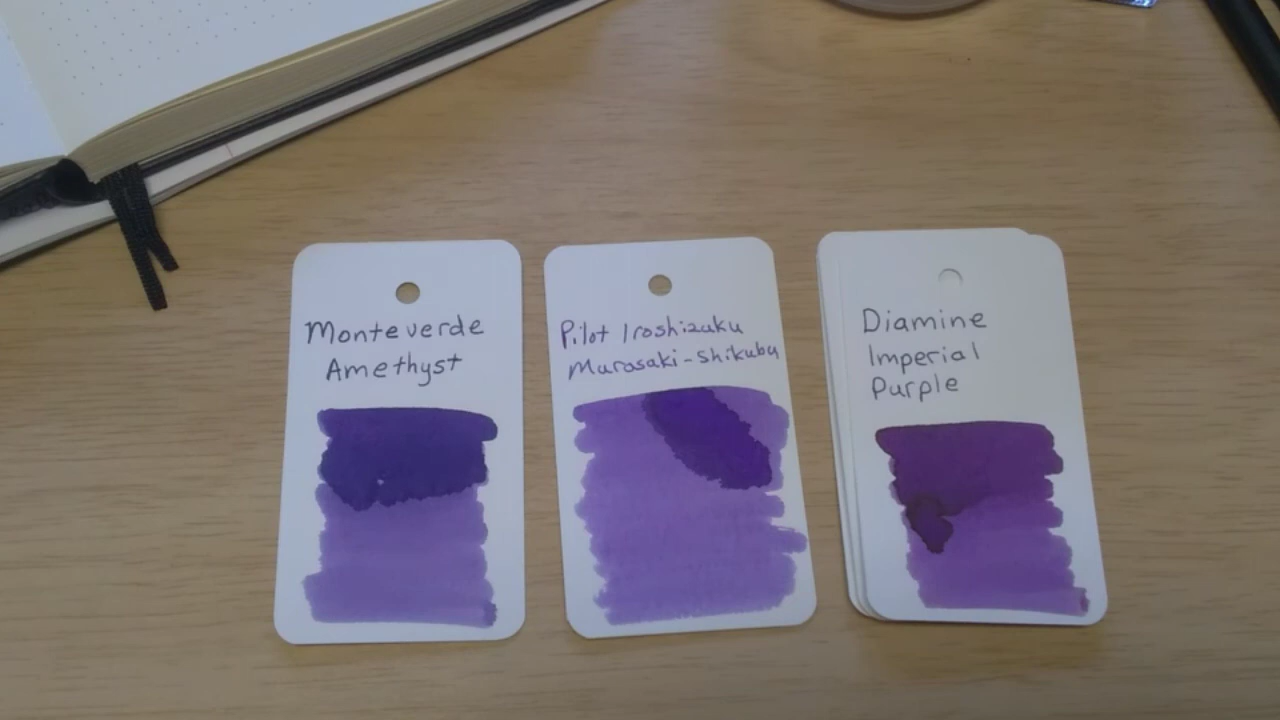 Monteverde
Amethyst
Pilot Iroshizuku
Murasaki-Shikubu
Diamine
Imperial
Purple